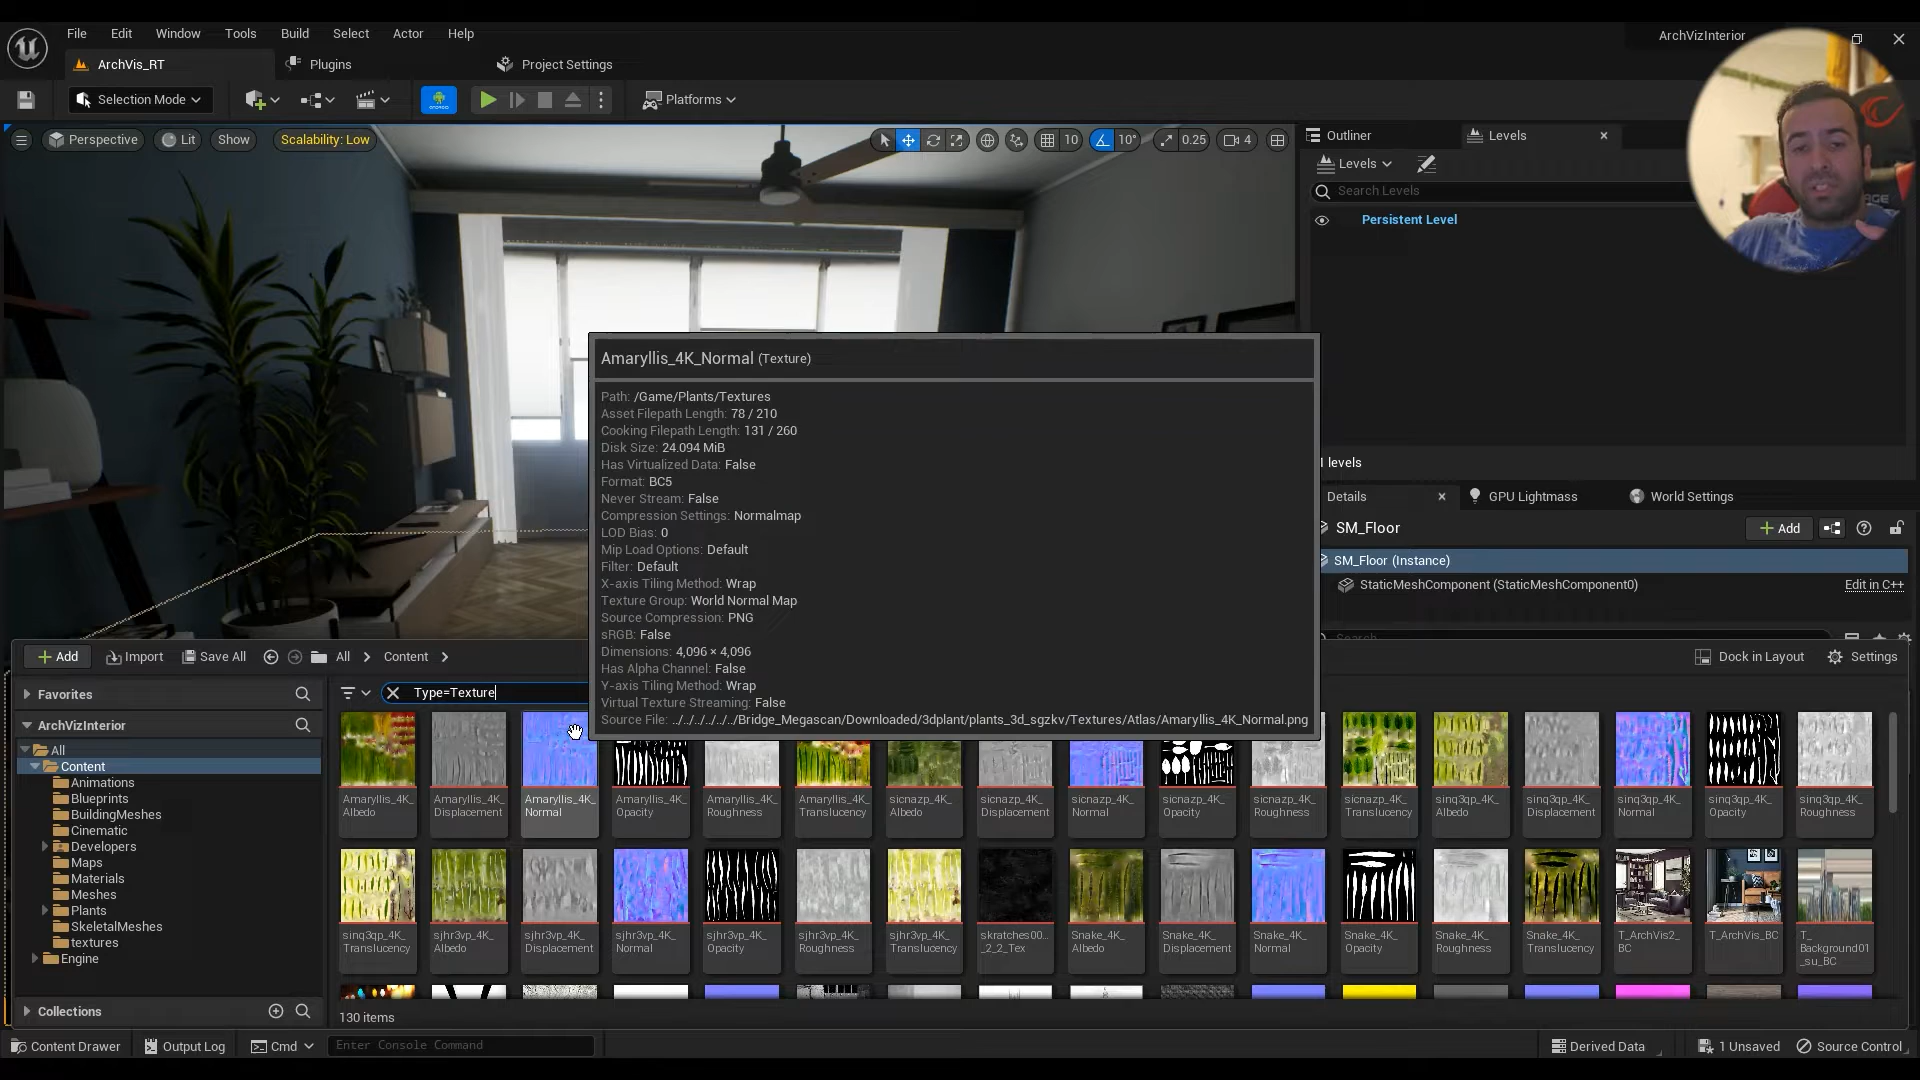 File Edit Window Tools Build Select Actor Help
ArchVizInterior
ArchVis_RT
Plugins
Project Settings
Selection Mode
Platforms
Perspective
Lit
Show
Scalability: Low
10
10°
0.25
4
Outliner
Levels
Levels
Search Levels
Persistent Level
levels
Amaryllis_4K_Normal (Texture)
Path: /Game/Plants/Textures
Asset Filepath Length: 78 / 210
Cooking Filepath Length: 131 / 260
Disk Size: 24.094 MiB
Has Virtualized Data: False
Format: BC5
Never Stream: False
Compression Settings: Normalmap
LOD Bias: 0
Mip Load Options: Default
Filter: Default
X-axis Tiling Method: Wrap
Texture Group: World Normal Map
Source Compression: PNG
sRGB: False
Dimensions: 4,096 × 4,096
Has Alpha Channel: False
Y-axis Tiling Method: Wrap
Virtual Texture Streaming: False
Source File: ../../../../../../Bridge_Megascan/Downloaded/3dplant/plants_3d_sgzkv/Textures/Atlas/Amaryllis_4K_Normal.png
Details
GPU Lightmass
World Settings
SM_Floor
Add
SM_Floor (Instance)
StaticMeshComponent (StaticMeshComponent0)
Edit in C++
Search
Add
Import
Save All
All
Content
Dock in Layout
Settings
Favorites
Type=Texture
ArchVizInterior
All
Content
Animations
Blueprints
BuildingMeshes
Cinematic
Developers
Maps
Materials
Meshes
Plants
SkeletalMeshes
textures
Engine
Collections
Amaryllis_4K_
Albedo
Amaryllis_4K_
Displacement
Amaryllis_4K_
Normal
Amaryllis_4K_
Opacity
Amaryllis_4K_
Roughness
Amaryllis_4K_
Translucency
sicnazp_4K_
Albedo
sicnazp_4K_
Displacement
sicnazp_4K_
Normal
sicnazp_4K_
Opacity
sicnazp_4K_
Roughness
sicnazp_4K_
Translucency
sinq3qp_4K_
Albedo
sinq3qp_4K_
Displacement
sinq3qp_4K_
Normal
sinq3qp_4K_
Opacity
sinq3qp_4K_
Roughness
sinq3qp_4K_
Translucency
sjhr3vp_4K_
Albedo
sjhr3vp_4K_
Displacement
sjhr3vp_4K_
Normal
sjhr3vp_4K_
Opacity
sjhr3vp_4K_
Roughness
sjhr3vp_4K_
Translucency
skratches00...
_2_2_Tex
Snake_4K_
Albedo
Snake_4K_
Displacement
Snake_4K_
Normal
Snake_4K_
Opacity
Snake_4K_
Roughness
Snake_4K_
Translucency
T_ArchVis2_
BC
T_ArchVis_BC
T_
Background01
_su_BC
130 items
Content Drawer
Output Log
Cmd
Enter Console Command
Derived Data
1 Unsaved
Source Control